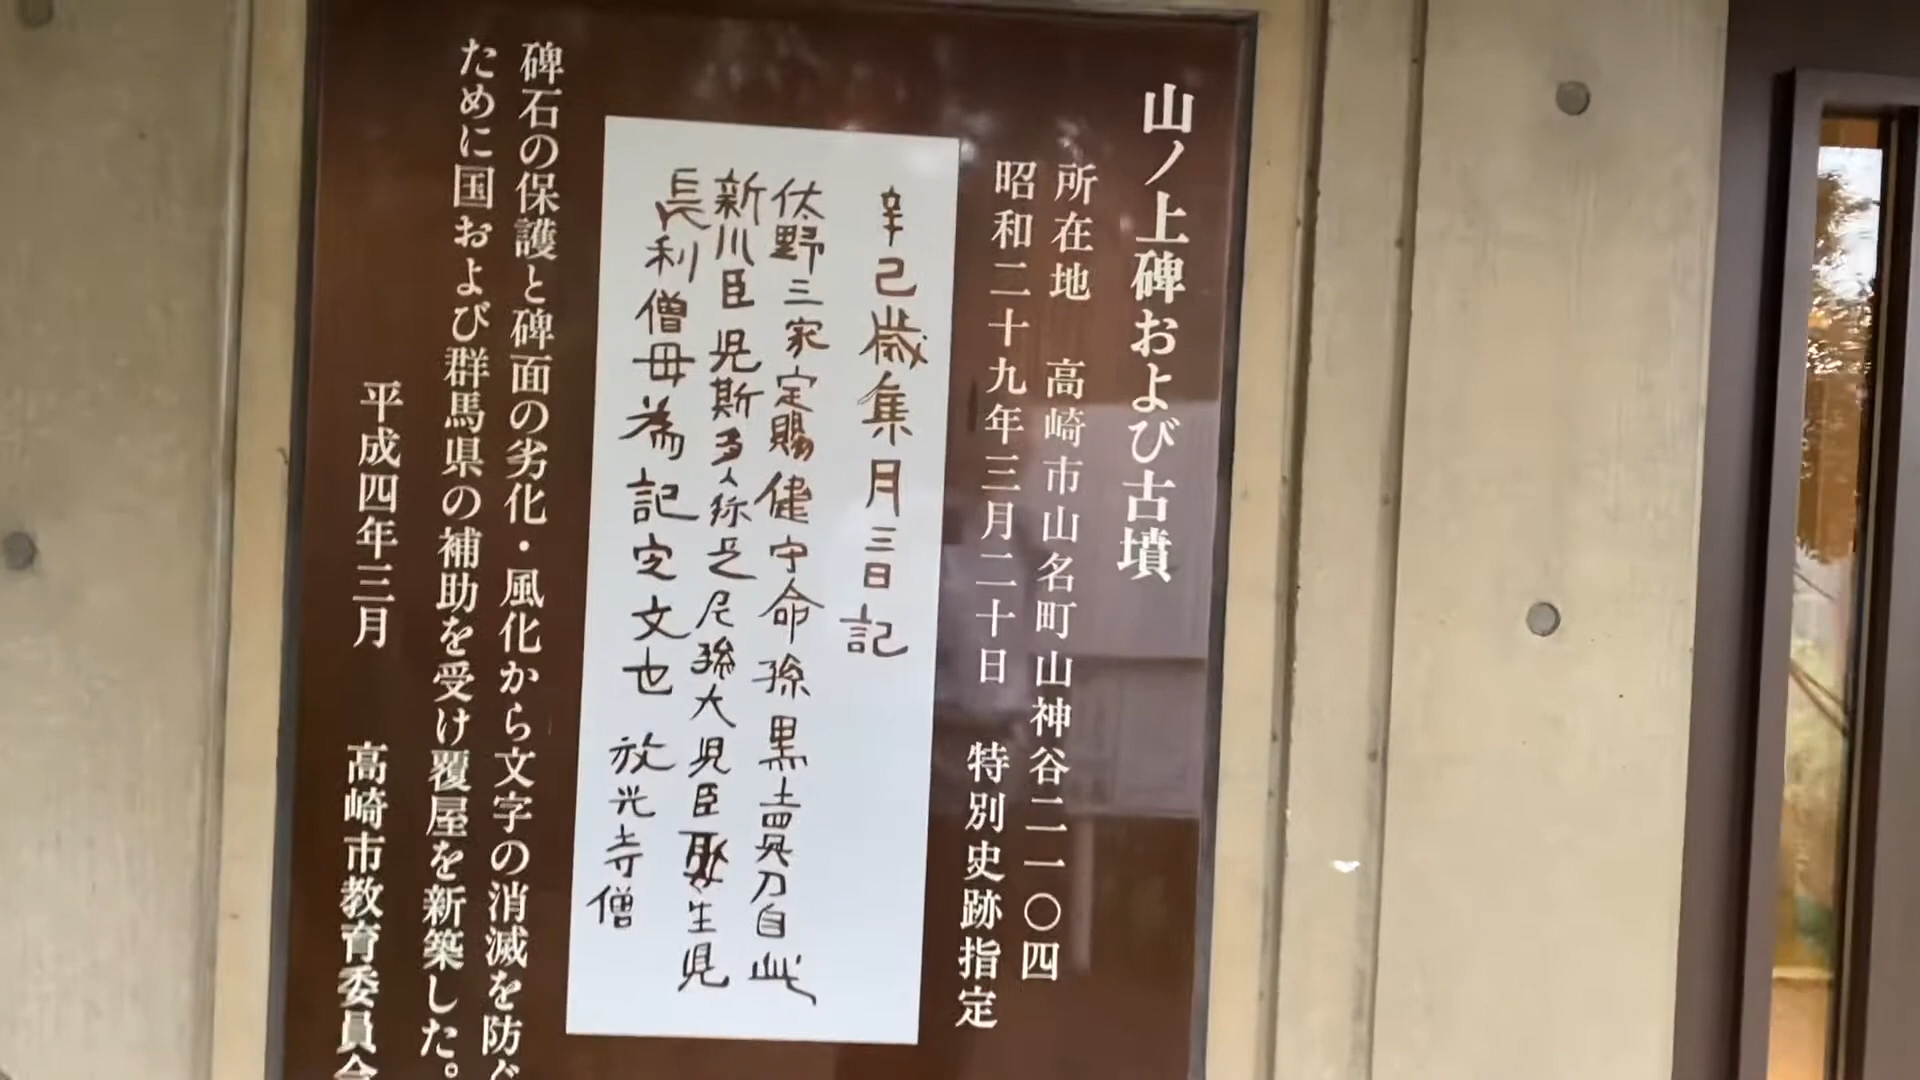 山ノ上碑および古墳
所在地　高崎市山名町山神谷二一〇四
昭和二十九年三月二十日　特別史跡指定
辛己歳集月三日記
佐野三家定賜健守命孫黒売刀自此
新川臣児斯多々弥足尼孫大児臣娶生児
長利僧母為記定文也　放光寺僧
碑石の保護と碑面の劣化・風化から文字の消滅を防ぐ
ために国および群馬県の補助を受け覆屋を新築した。
平成四年三月　高崎市教育委員会